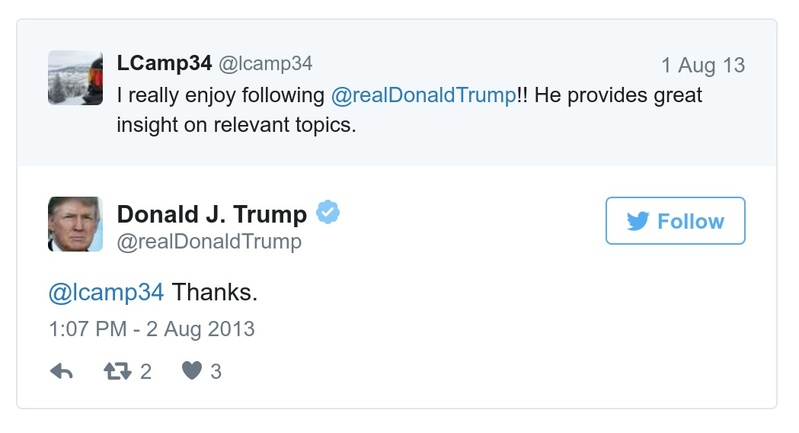 LCamp34 @lcamp34 1 Aug 13
I really enjoy following @realDonaldTrump!! He provides great
insight on relevant topics.
Donald J. Trump
@realDonaldTrump
Follow
@lcamp34 Thanks.
1:07 PM - 2 Aug 2013
2 3